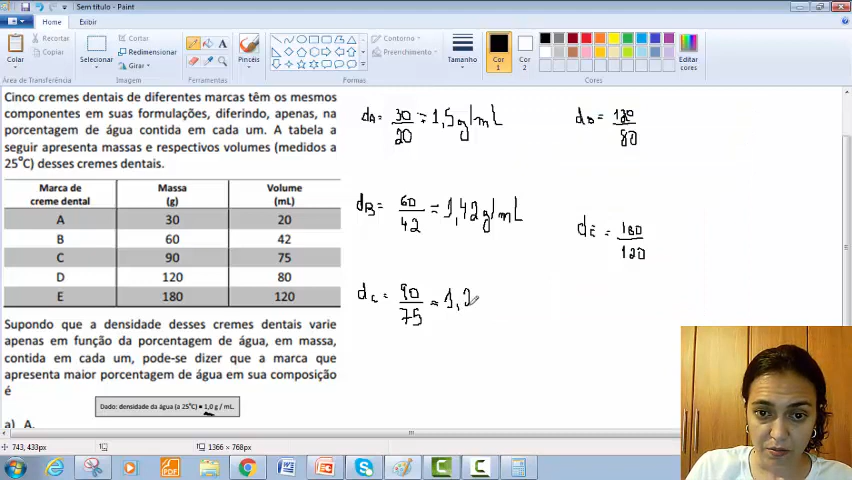 Sem título - Paint
Home
Exibir
Colar
Recortar
Copiar
Área de Transferência
Selecionar
Cortar
Redimensionar
Girar
Imagem
A
Ferramentas
Pincéis
Contorno
Preenchimento
Formas
Tamanho
Cor
1
Cor
2
Editar
cores
Cores
Cinco cremes dentais de diferentes marcas têm os mesmos
componentes em suas formulações, diferindo, apenas, na
porcentagem de água contida em cada um. A tabela a
seguir apresenta massas e respectivos volumes (medidos a
25°C) desses cremes dentais.
Marca de creme dental Massa (g) Volume (mL)
A 30 20
B 60 42
C 90 75
D 120 80
E 180 120
Supondo que a densidade desses cremes dentais varie
apenas em função da porcentagem de água, em massa,
contida em cada um, pode-se dizer que a marca que
apresenta maior porcentagem de água em sua composição
é
Dado: densidade da água (a 25°C) = 1,0 g / mL.
a) A.
dA= 30/20 = 1,5 g/mL
dB= 60/42 = 1,42 g/mL
dC= 90/75 = 1,2
dD= 120/80
dE = 180/120
743, 433px
1366 × 768px
PDF